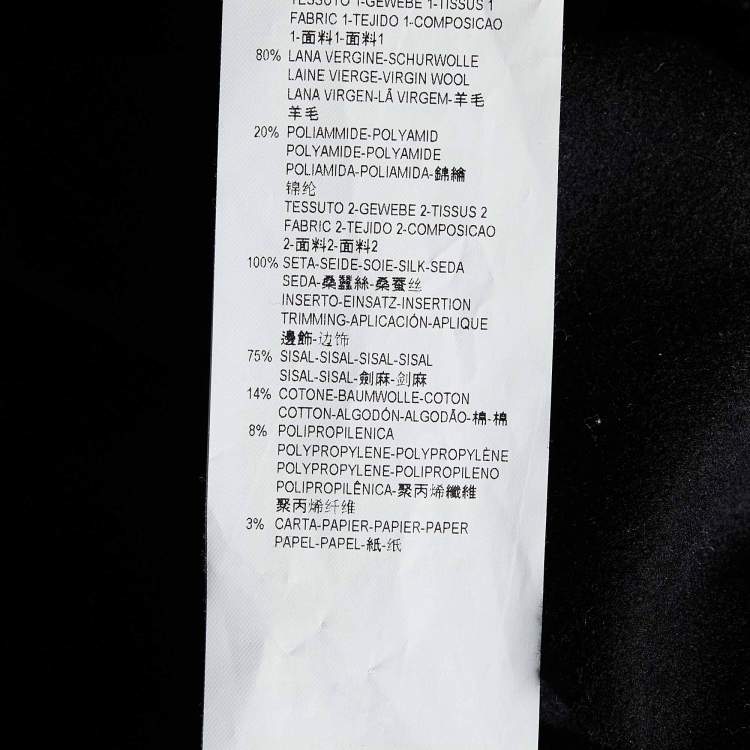 TESSUTO 1-GEWEBE 1-TISSUS 1
FABRIC 1-TEJIDO 1-COMPOSICAO
1-面料1-面料1
80% LANA VERGINE-SCHURWOLLE
LAINE VIERGE-VIRGIN WOOL
LANA VIRGEN-LÃ VIRGEM-羊毛
羊毛
20% POLIAMMIDE-POLYAMID
POLYAMIDE-POLYAMIDE
POLIAMIDA-POLIAMIDA-錦綸
锦纶
TESSUTO 2-GEWEBE 2-TISSUS 2
FABRIC 2-TEJIDO 2-COMPOSICAO
2-面料2-面料2
100% SETA-SEIDE-SOIE-SILK-SEDA
SEDA-桑蠶絲-桑蚕丝
INSERTO-EINSATZ-INSERTION
TRIMMING-APLICACIÓN-APLIQUE
邊飾-边饰
75% SISAL-SISAL-SISAL-SISAL
SISAL-SISAL-劍麻-剑麻
14% COTONE-BAUMWOLLE-COTON
COTTON-ALGODÓN-ALGODÃO-棉-棉
8% POLIPROPILENICA
POLYPROPYLENE-POLYPROPYLÈNE
POLYPROPYLENE-POLIPROPILENO
POLIPROPILÊNICA-聚丙烯纖維
聚丙烯纤维
3% CARTA-PAPIER-PAPIER-PAPER
PAPEL-PAPEL-紙-纸